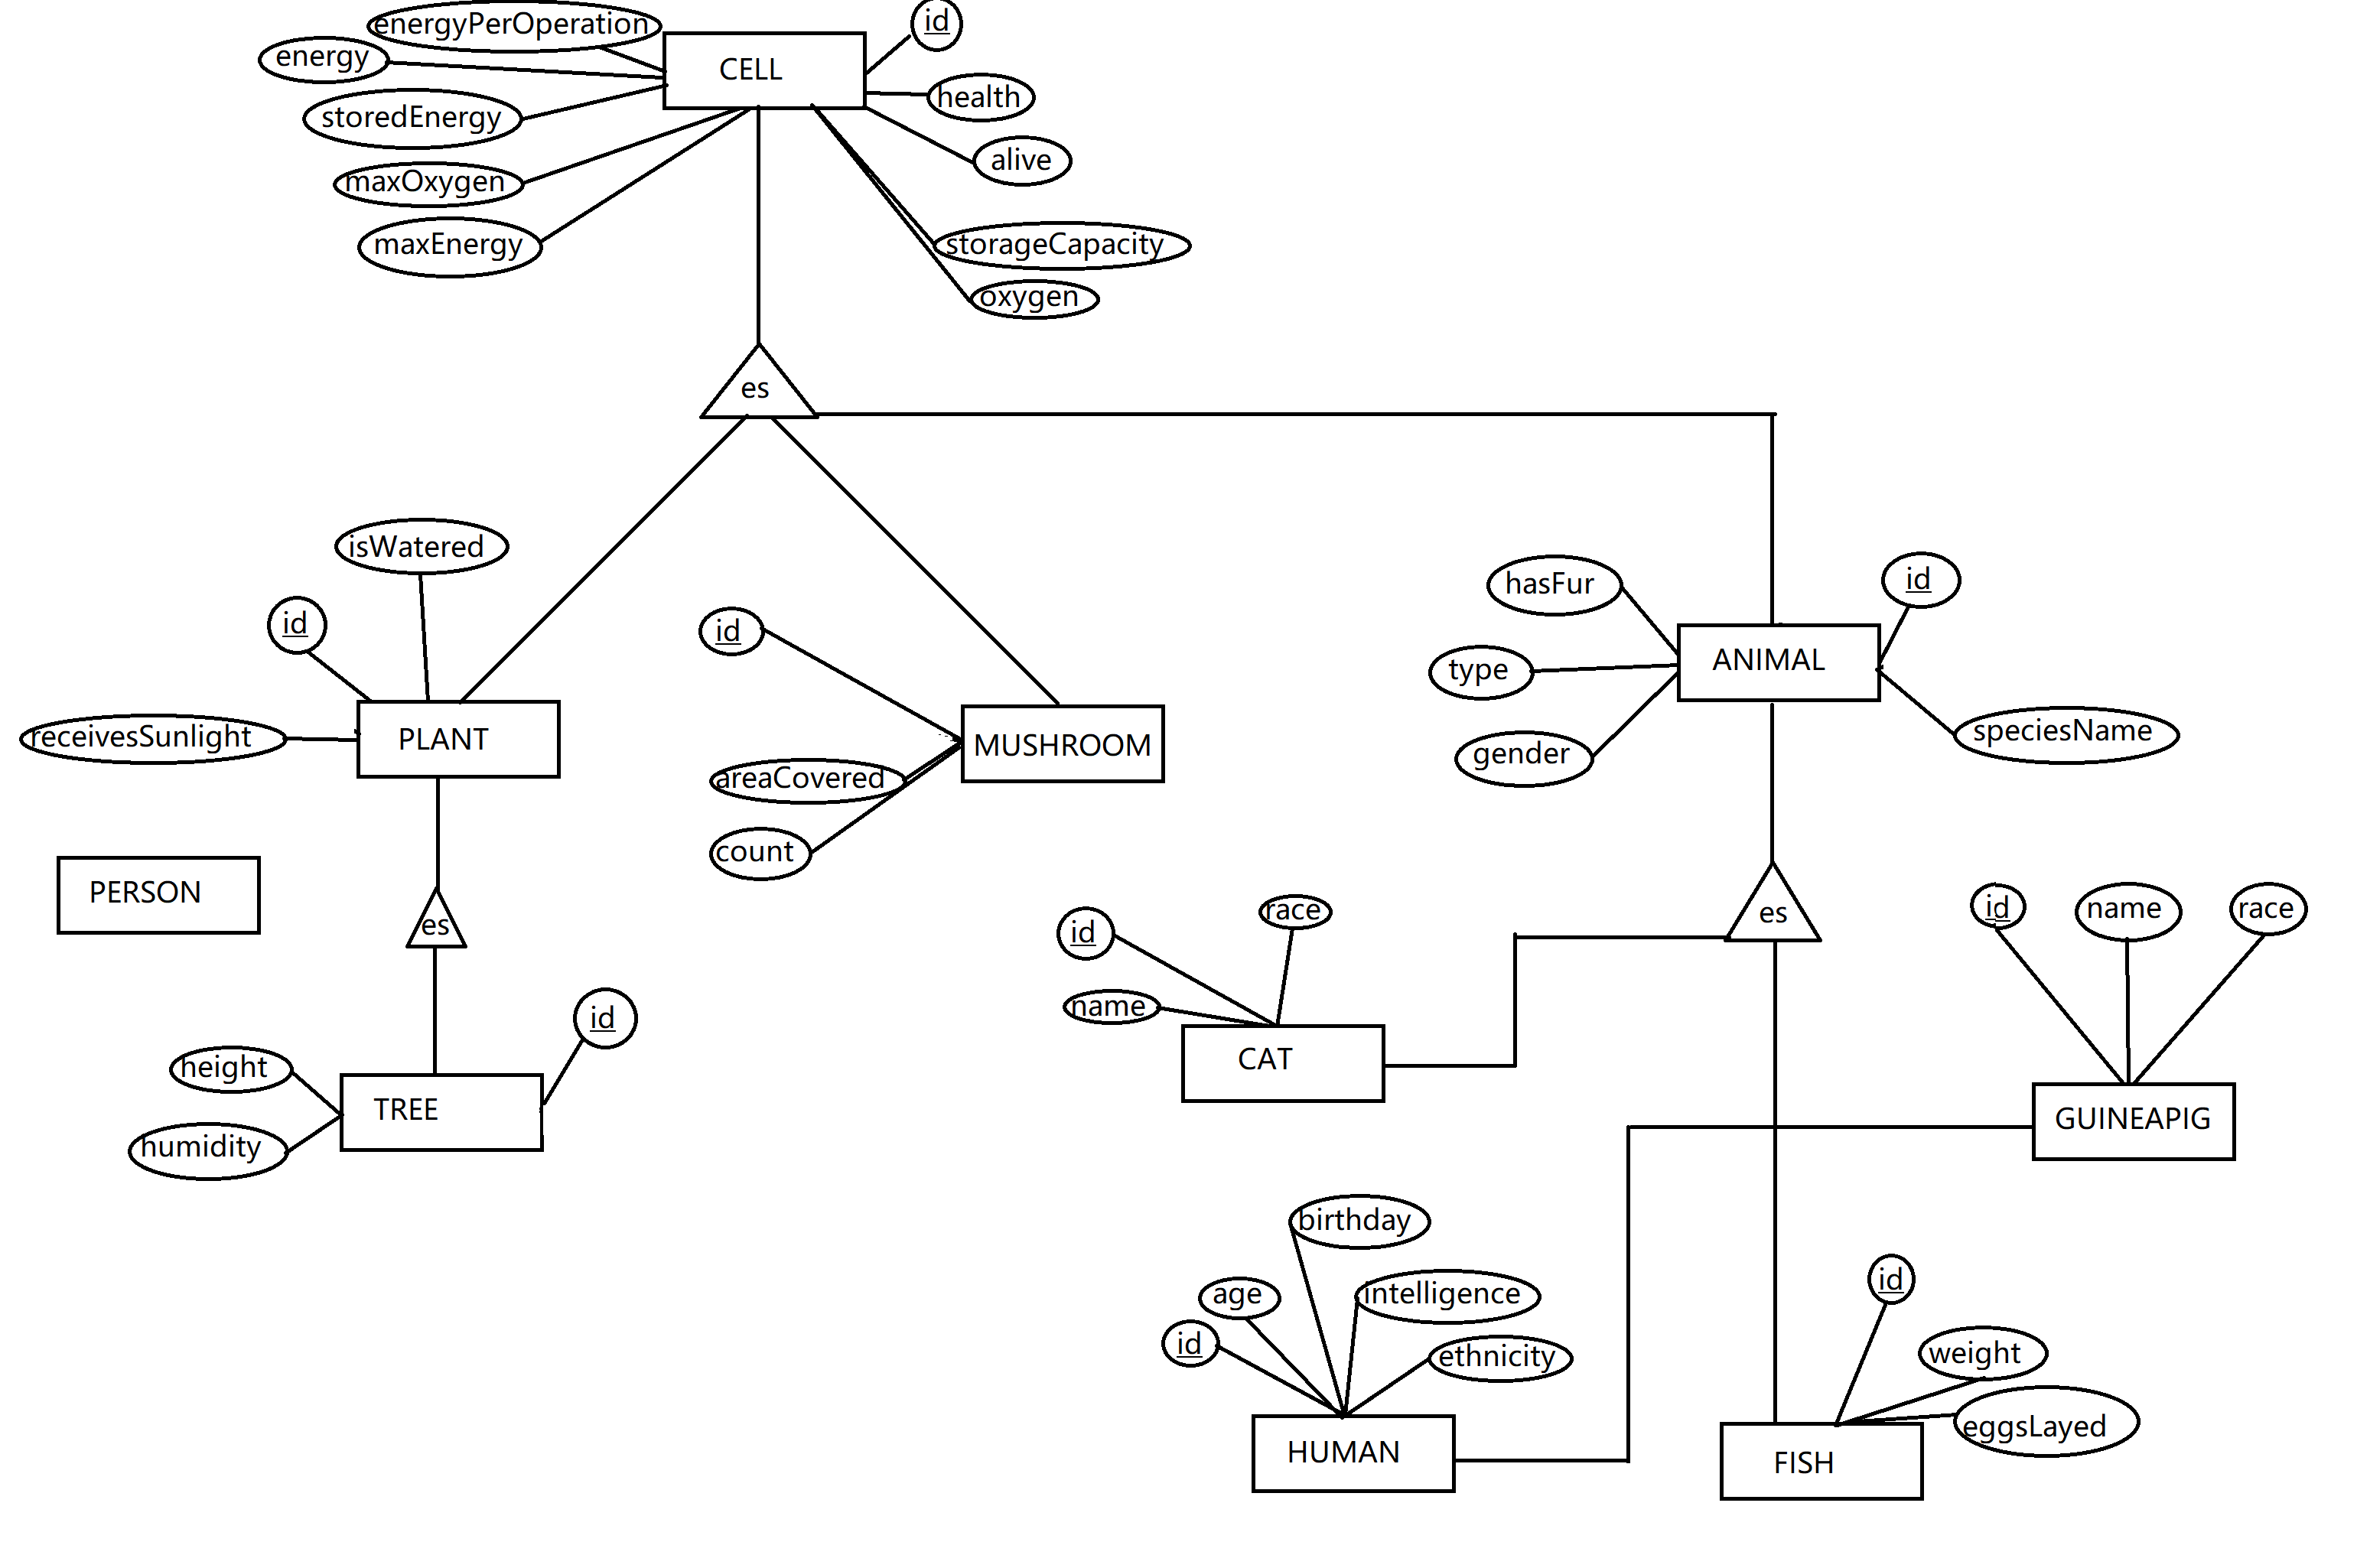 energyPerOperation
id
energy
CELL
health
storedEnergy
alive
maxOxygen
maxEnergy
storageCapacity
oxygen
es
isWatered
hasFur
id
id
id
type
ANIMAL
receivesSunlight
PLANT
MUSHROOM
gender
speciesName
areaCovered
count
PERSON
es
id
race
es
id
name
race
name
id
height
CAT
TREE
GUINEAPIG
humidity
birthday
id
age
intelligence
id
ethnicity
weight
eggsLayed
HUMAN
FISH